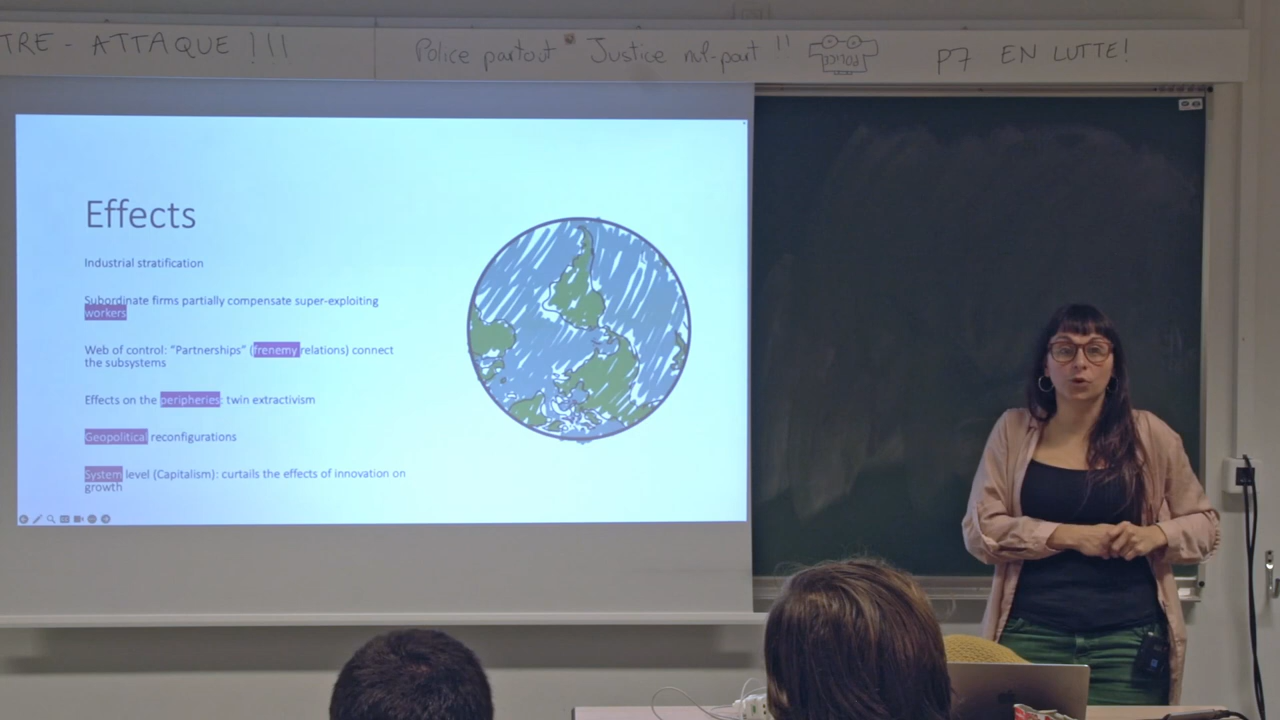 TRE - ATTAQUE !!!
Police partout Justice nul-part !!
POLICE
P7 EN LUTTE!
Effects
Industrial stratification
Subordinate firms partially compensate super-exploiting
workers
Web of control: "Partnerships" (frenemy relations) connect
the subsystems
Effects on the peripheries: twin extractivism
Geopolitical reconfigurations
System level (Capitalism): curtails the effects of innovation on
growth